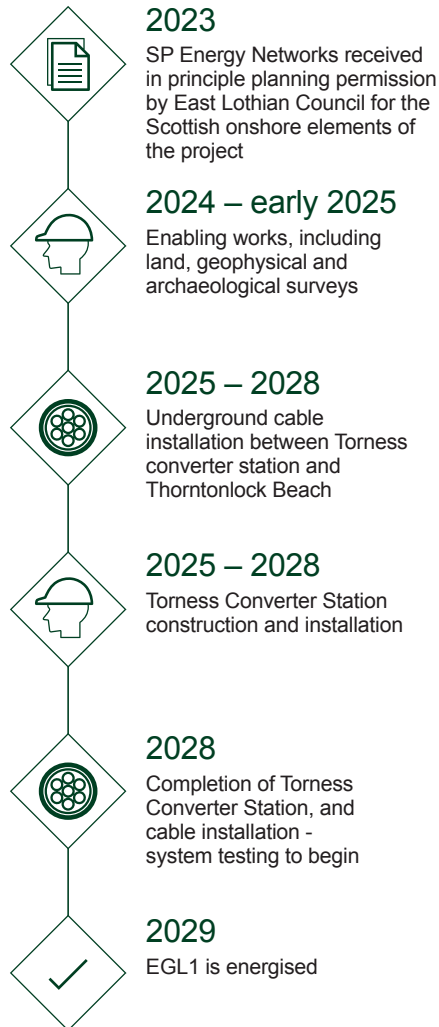 2023
SP Energy Networks received
in principle planning permission
by East Lothian Council for the
Scottish onshore elements of
the project
2024 – early 2025
Enabling works, including
land, geophysical and
archaeological surveys
2025 – 2028
Underground cable
installation between Torness
converter station and
Thorntonlock Beach
2025 – 2028
Torness Converter Station
construction and installation
2028
Completion of Torness
Converter Station, and
cable installation -
system testing to begin
2029
EGL1 is energised